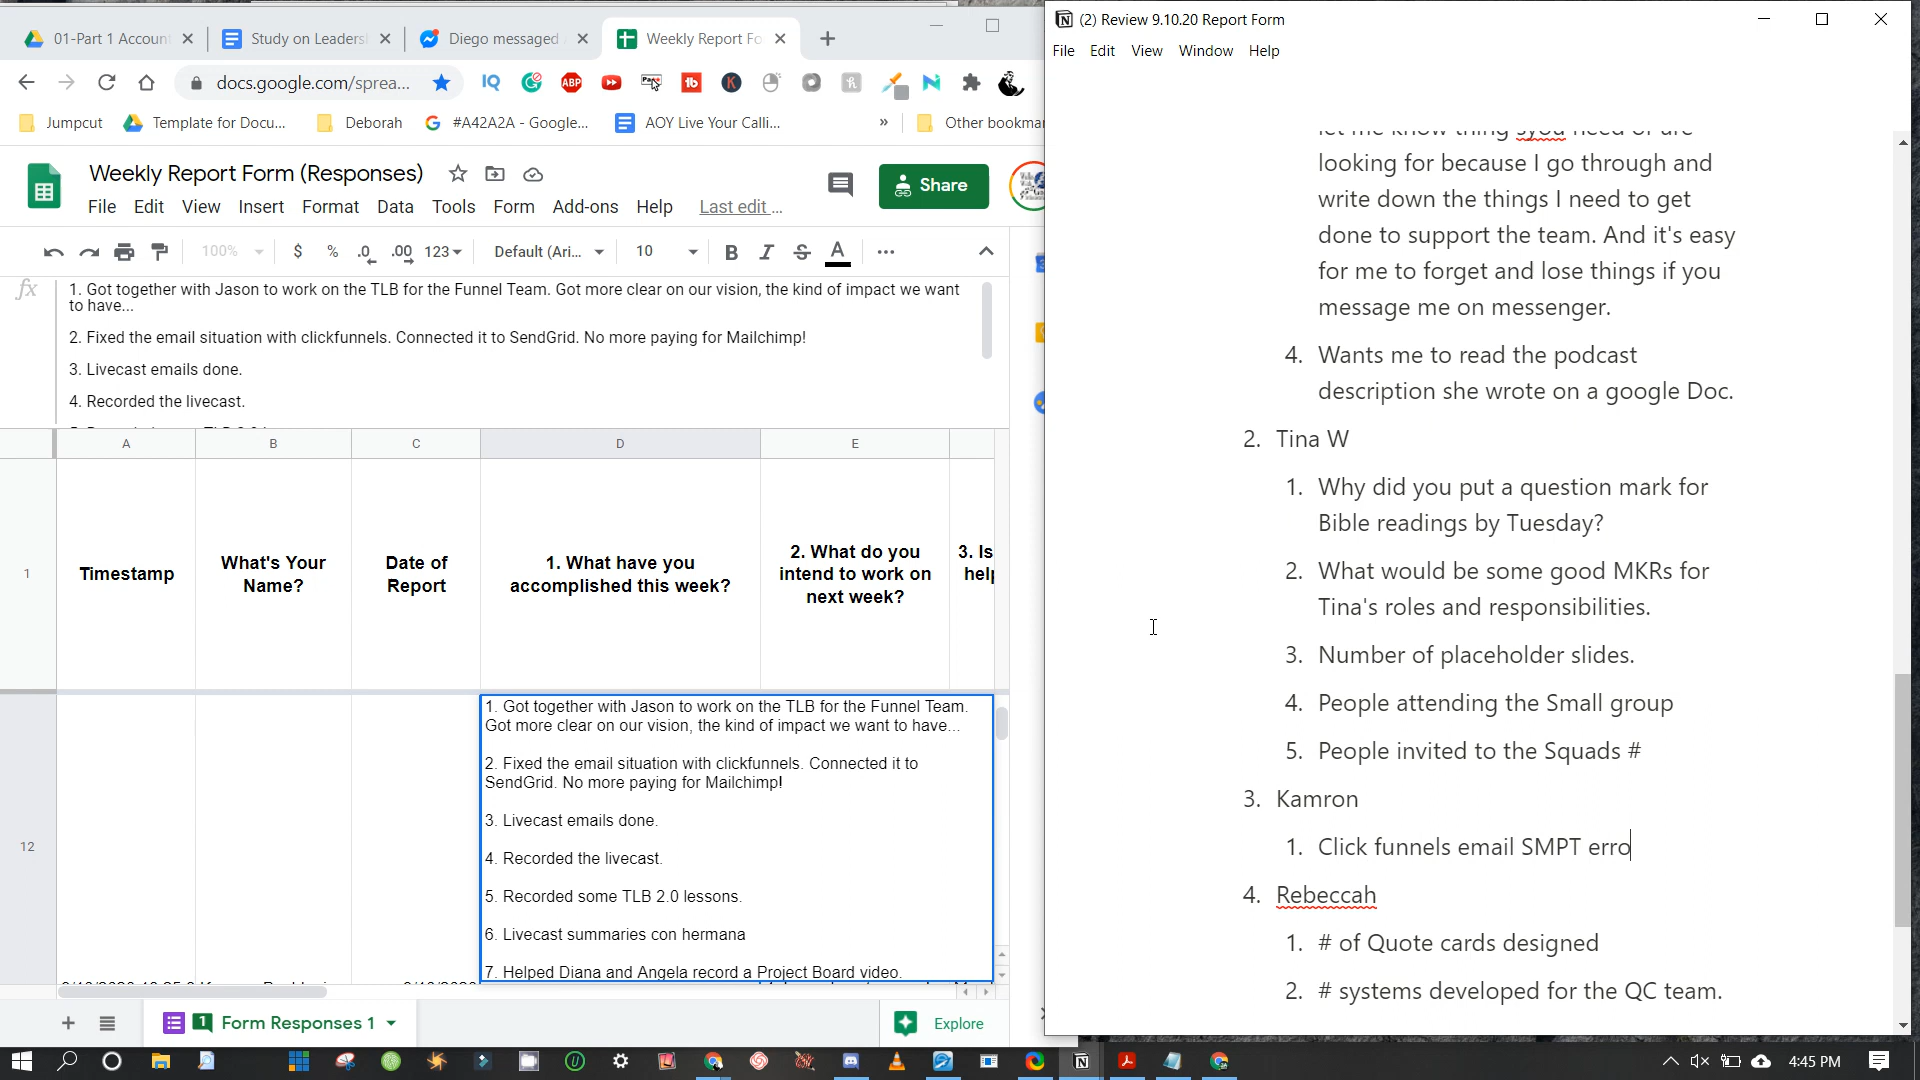 01-Part 1 Accoun
Study on Leaders
Diego messaged
Weekly Report Fo
docs.google.com/sprea...
Jumpcut
Template for Docu...
Deborah
#A42A2A - Google...
AOY Live Your Calli...
»
Other bookmar
Weekly Report Form (Responses)
Share
File Edit View Insert Format Data Tools Form Add-ons Help Last edit ...
100% $ % .0 .00 123 Default (Ari... 10 B I S A ...
fx
1. Got together with Jason to work on the TLB for the Funnel Team. Got more clear on our vision, the kind of impact we want
to have...
2. Fixed the email situation with clickfunnels. Connected it to SendGrid. No more paying for Mailchimp!
3. Livecast emails done.
4. Recorded the livecast.
A B C D E
1
Timestamp
What's Your
Name?
Date of
Report
1. What have you
accomplished this week?
2. What do you
intend to work on
next week?
3. Is
help
12
1. Got together with Jason to work on the TLB for the Funnel Team.
Got more clear on our vision, the kind of impact we want to have...
2. Fixed the email situation with clickfunnels. Connected it to
SendGrid. No more paying for Mailchimp!
3. Livecast emails done.
4. Recorded the livecast.
5. Recorded some TLB 2.0 lessons.
6. Livecast summaries con hermana
7. Helped Diana and Angela record a Project Board video.
1 Form Responses 1
Explore
(2) Review 9.10.20 Report Form
File Edit View Window Help
let me know thing syou need or are
looking for because I go through and
write down the things I need to get
done to support the team. And it's easy
for me to forget and lose things if you
message me on messenger.
4. Wants me to read the podcast
description she wrote on a google Doc.
2. Tina W
1. Why did you put a question mark for
Bible readings by Tuesday?
2. What would be some good MKRs for
Tina's roles and responsibilities.
3. Number of placeholder slides.
4. People attending the Small group
5. People invited to the Squads #
3. Kamron
1. Click funnels email SMPT erro
4. Rebeccah
1. # of Quote cards designed
2. # systems developed for the QC team.
4:45 PM